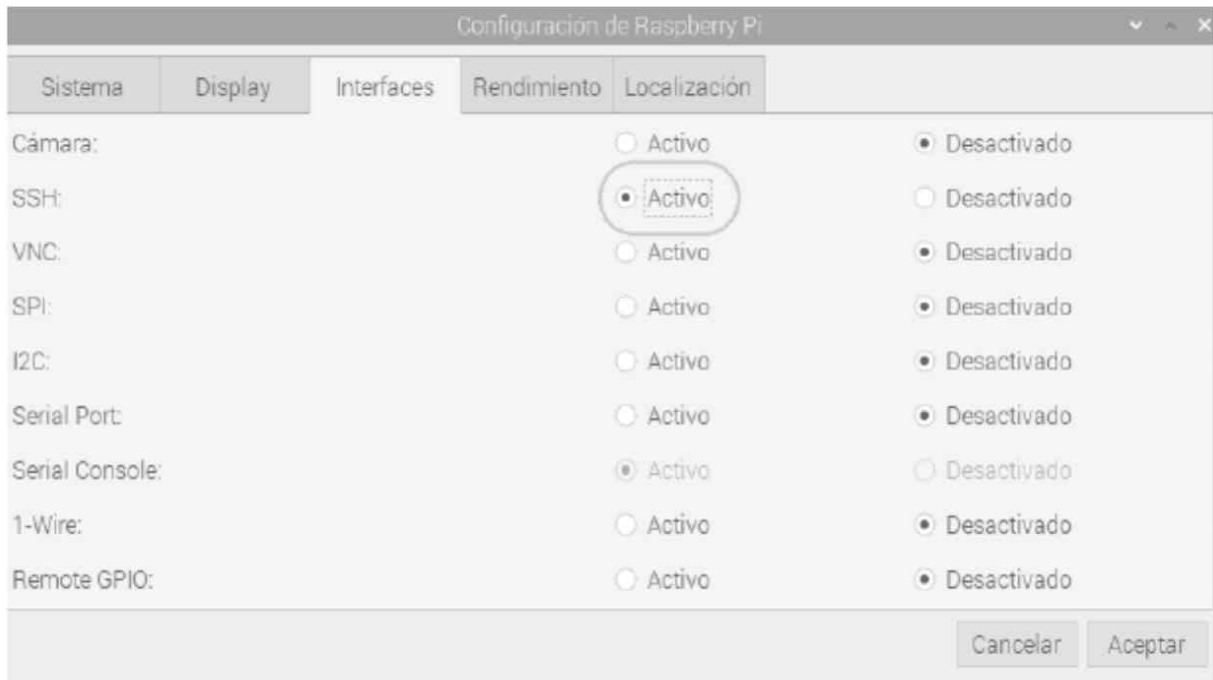 Configuración de Raspberry Pi
Sistema Display Interfaces Rendimiento Localización
Cámara: Activo Desactivado
SSH: Activo Desactivado
VNC: Activo Desactivado
SPI: Activo Desactivado
I2C: Activo Desactivado
Serial Port: Activo Desactivado
Serial Console: Activo Desactivado
1-Wire: Activo Desactivado
Remote GPIO: Activo Desactivado
Cancelar Aceptar